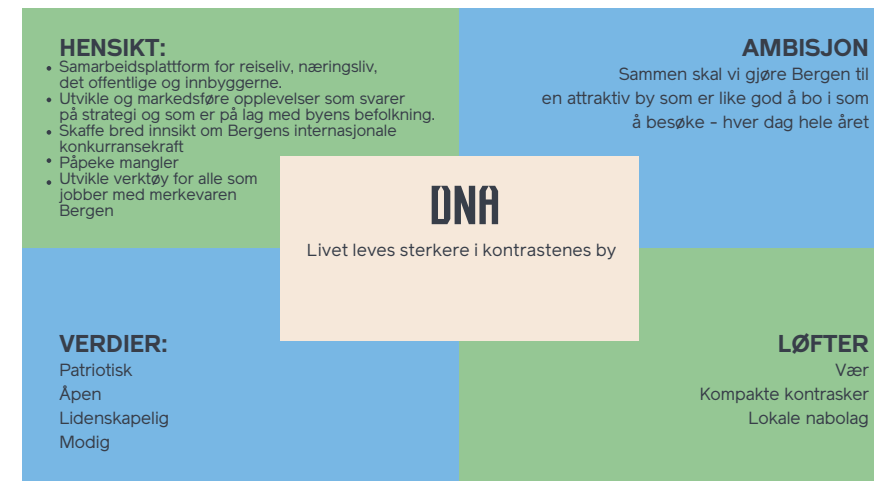 HENSIKT:
• Samarbeidsplattform for reiseliv, næringsliv,
det offentlige og innbyggerne.
• Utvikle og markedsføre opplevelser som svarer
på strategi og som er på lag med byens befolkning.
• Skaffe bred innsikt om Bergens internasjonale
konkurransekraft
• Påpeke mangler
• Utvikle verktøy for alle som
jobber med merkevaren
Bergen
AMBISJON
Sammen skal vi gjøre Bergen til
en attraktiv by som er like god å bo i som
å besøke - hver dag hele året
DNA
Livet leves sterkere i kontrastenes by
VERDIER:
Patriotisk
Åpen
Lidenskapelig
Modig
LØFTER
Vær
Kompakte kontrasker
Lokale nabolag